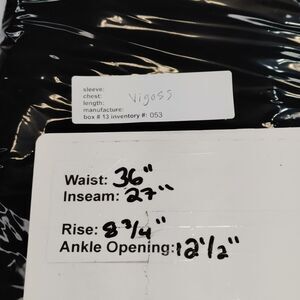 sleeve:
chest: Vigoss
length:
manufacture:
box # 13 inventory #: 053
Waist: 36"
Inseam: 27"
Rise: 8 3/4"
Ankle Opening: 12 1/2"